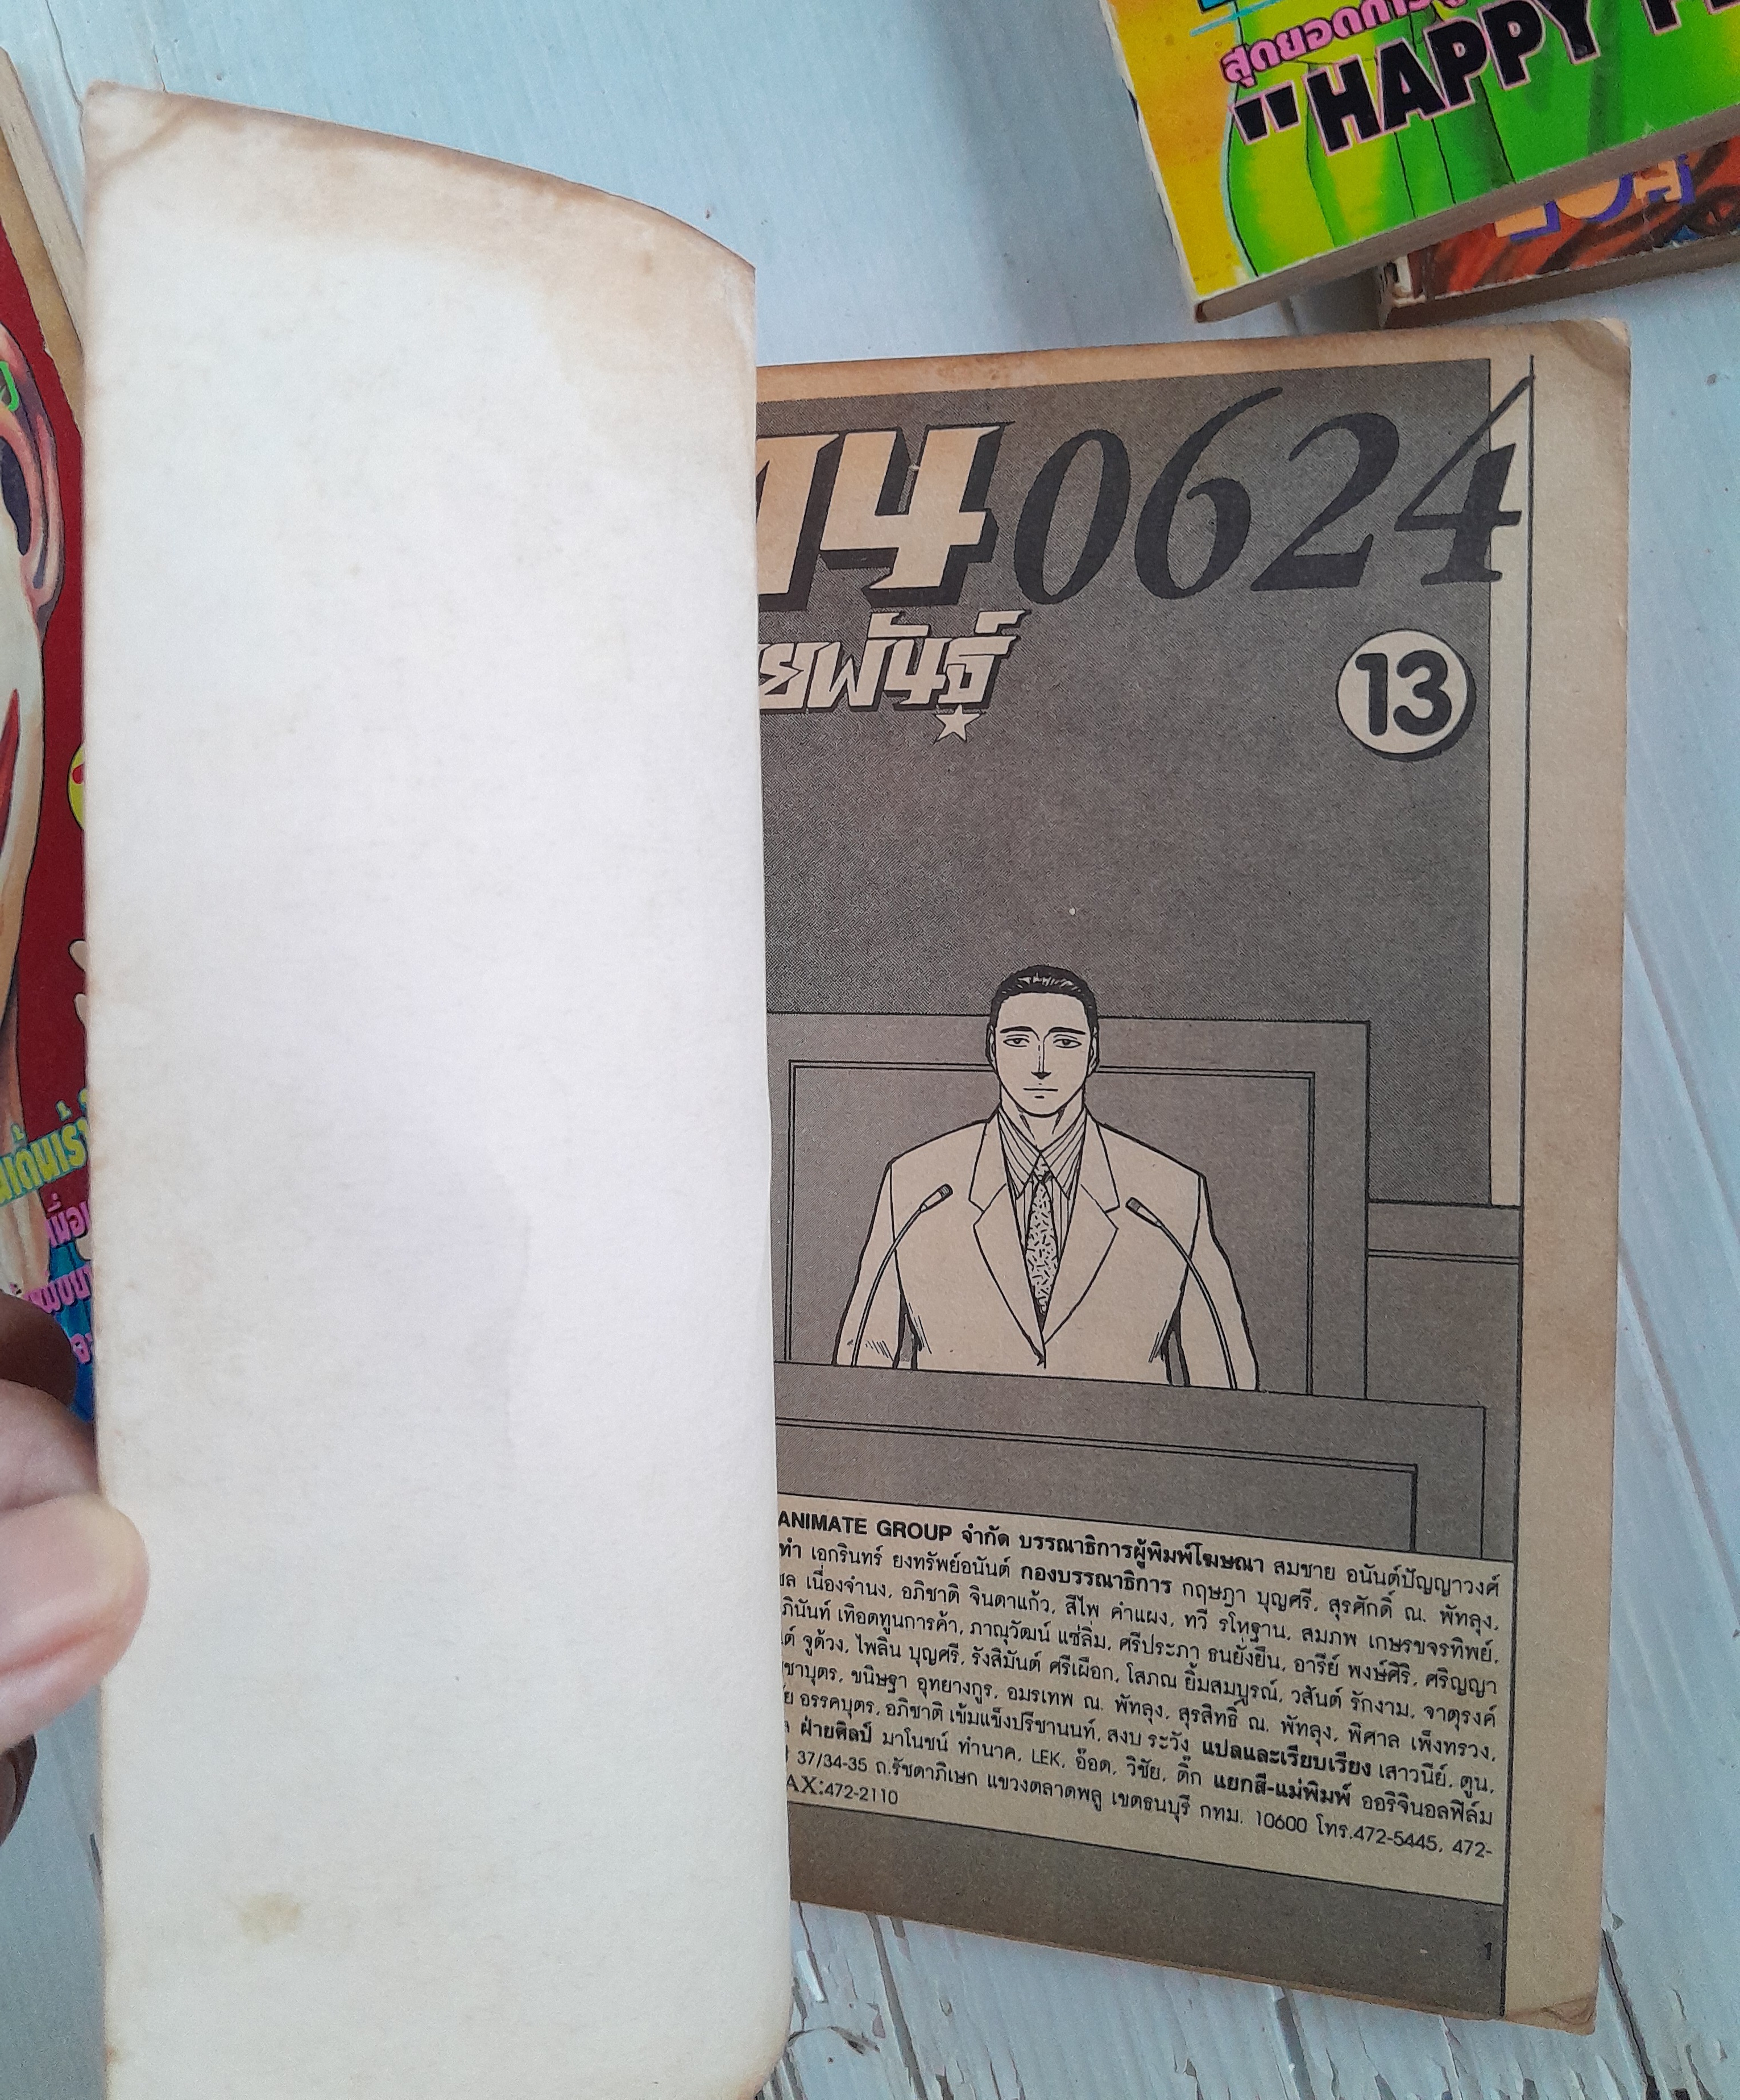 สุดยอดการ์
"HAPPY
0624
ยพันธุ์
13
ANIMATE GROUP จำกัด บรรณาธิการผู้พิมพ์โฆษณา สมชาย อนันต์ปัญญาวงศ์
ทำ เอกรินทร์ ยงทรัพย์อนันต์ กองบรรณาธิการ กฤษฎา บุญศรี, สุรศักดิ์ ณ. พัทลุง,
เนื่องจำนง, อภิชาติ จินดาแก้ว, สีไพ คำแผง, ทวี รโหฐาน, สมภพ เกษรขจรทิพย์,
ภินันท์ เทิอดทูนการค้า, ภาณุวัฒน์ แซ่ลิ่ม, ศรีประภา ธนยั่งยืน, อารีย์ พงษ์ศิริ, ศริญญา
จูด้วง, ไพลิน บุญศรี, รังสิมันต์ ศรีเผือก, โสภณ ยิ้มสมบูรณ์, วสันต์ รักงาม, จาตุรงค์
ชาบุตร, ขนิษฐา อุทยางกูร, อมรเทพ ณ. พัทลุง, สุรสิทธิ์ ณ. พัทลุง, พิศาล เพ็งทรวง,
ย อรรคบุตร, อภิชาติ เข้มแข็งปรีชานนท์, สงบ ระวัง แปลและเรียบเรียง เสาวนีย์, ตูน,
ฝ่ายศิลป์ มาโนชน์ ทำนาค, LEK, อ๊อด, วิชัย, ติ๊ก แยกสี-แม่พิมพ์ ออริจินอลฟิล์ม
37/34-35 ถ.รัชดาภิเษก แขวงตลาดพลู เขตธนบุรี กทม. 10600 โทร.472-5445, 472-
AX:472-2110
1